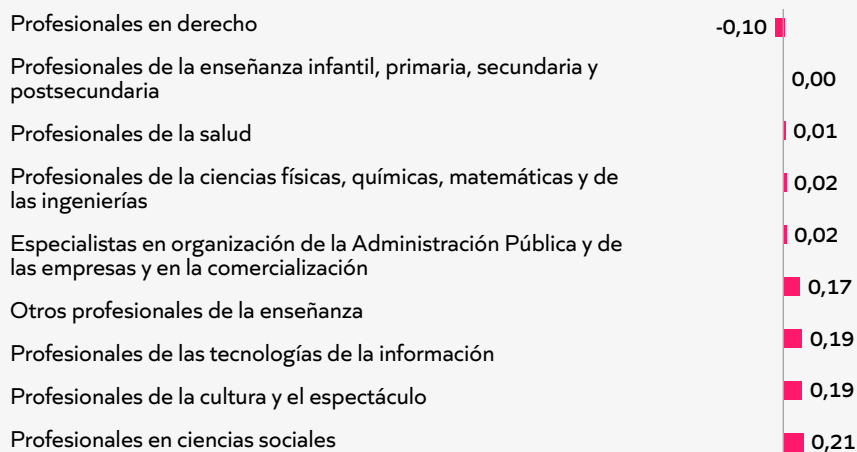 Profesionales en derecho
-0,10
Profesionales de la enseñanza infantil, primaria, secundaria y
postsecundaria
0,00
Profesionales de la salud
0,01
Profesionales de la ciencias físicas, químicas, matemáticas y de
las ingenierías
0,02
Especialistas en organización de la Administración Pública y de
las empresas y en la comercialización
0,02
Otros profesionales de la enseñanza
0,17
Profesionales de las tecnologías de la información
0,19
Profesionales de la cultura y el espectáculo
0,19
Profesionales en ciencias sociales
0,21